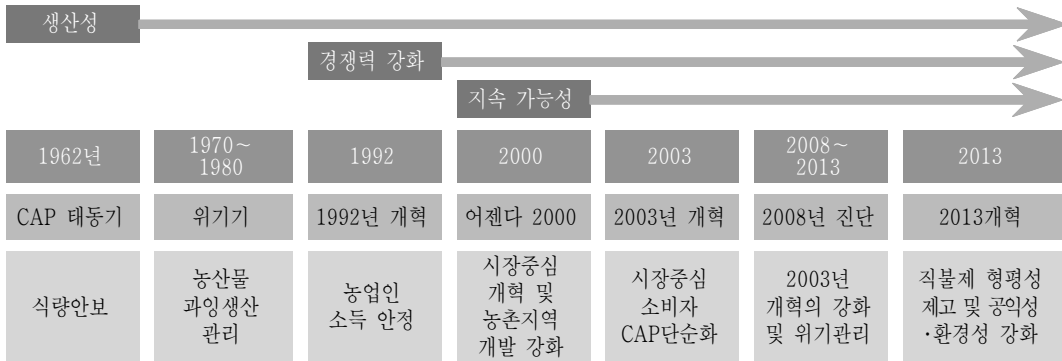 생산성
경쟁력 강화
지속 가능성
1962년
1970～
1980
1992
2000
2003
2008～
2013
2013
CAP 태동기
위기기
1992년 개혁
어젠다 2000
2003년 개혁
2008년 진단
2013개혁
식량안보
농산물
과잉생산
관리
농업인
소득 안정
시장중심
개혁 및
농촌지역
개발 강화
시장중심
소비자
CAP단순화
2003년
개혁의 강화
및 위기관리
직불제 형평성
제고 및 공익성
·환경성 강화